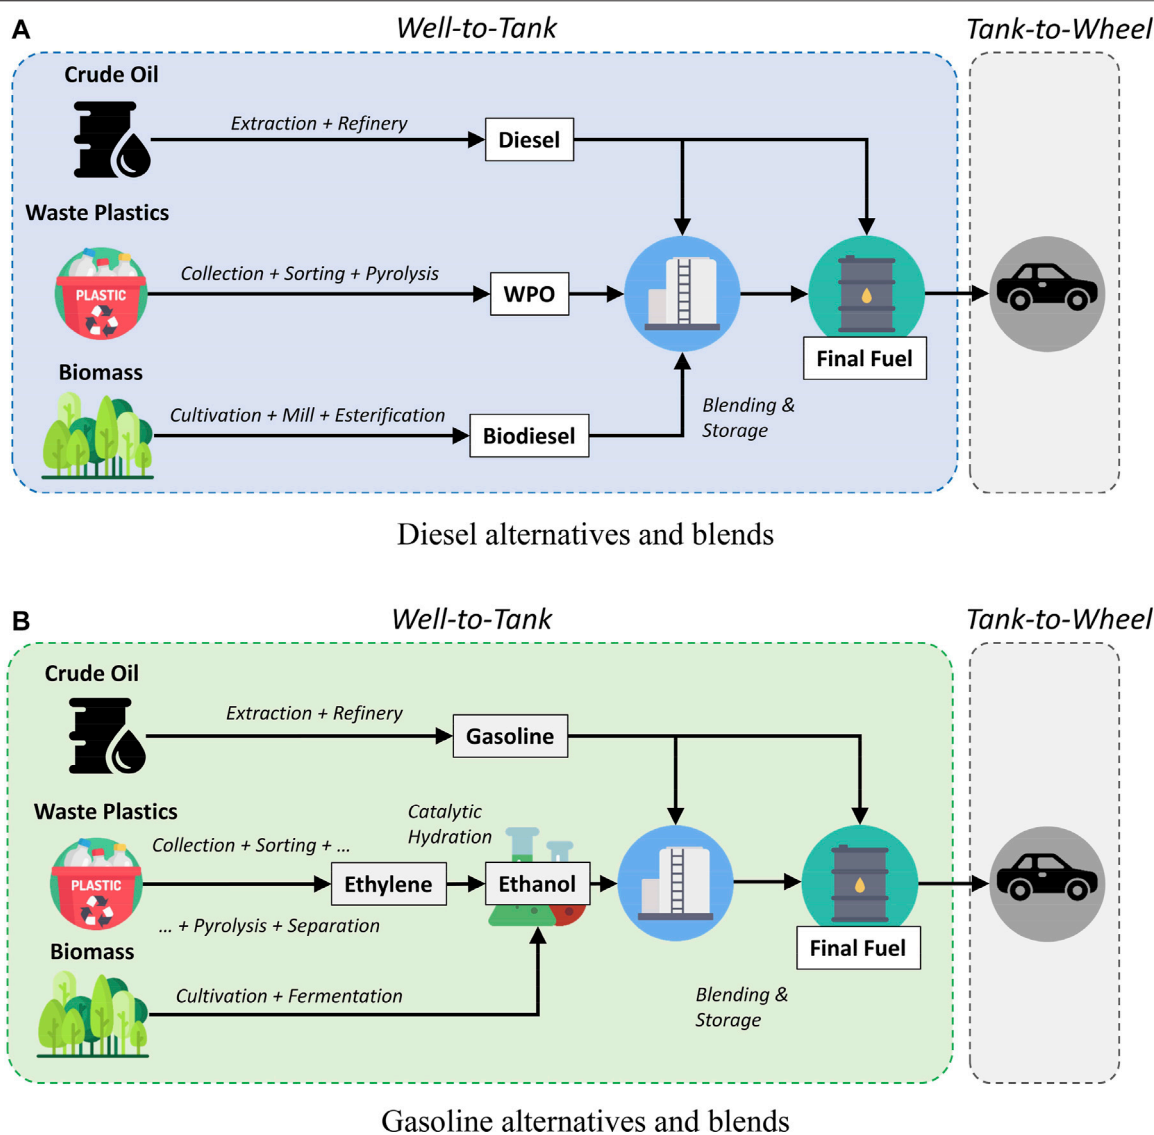 A
Well-to-Tank
Tank-to-Wheel
Crude Oil
Extraction + Refinery
Diesel
Waste Plastics
PLASTIC
Collection + Sorting + Pyrolysis
WPO
Final Fuel
Biomass
Cultivation + Mill + Esterification
Biodiesel
Blending &
Storage
Diesel alternatives and blends
B
Well-to-Tank
Tank-to-Wheel
Crude Oil
Extraction + Refinery
Gasoline
Waste Plastics
PLASTIC
Collection + Sorting + ...
Catalytic
Hydration
Ethylene
Ethanol
... + Pyrolysis + Separation
Final Fuel
Biomass
Cultivation + Fermentation
Blending &
Storage
Gasoline alternatives and blends